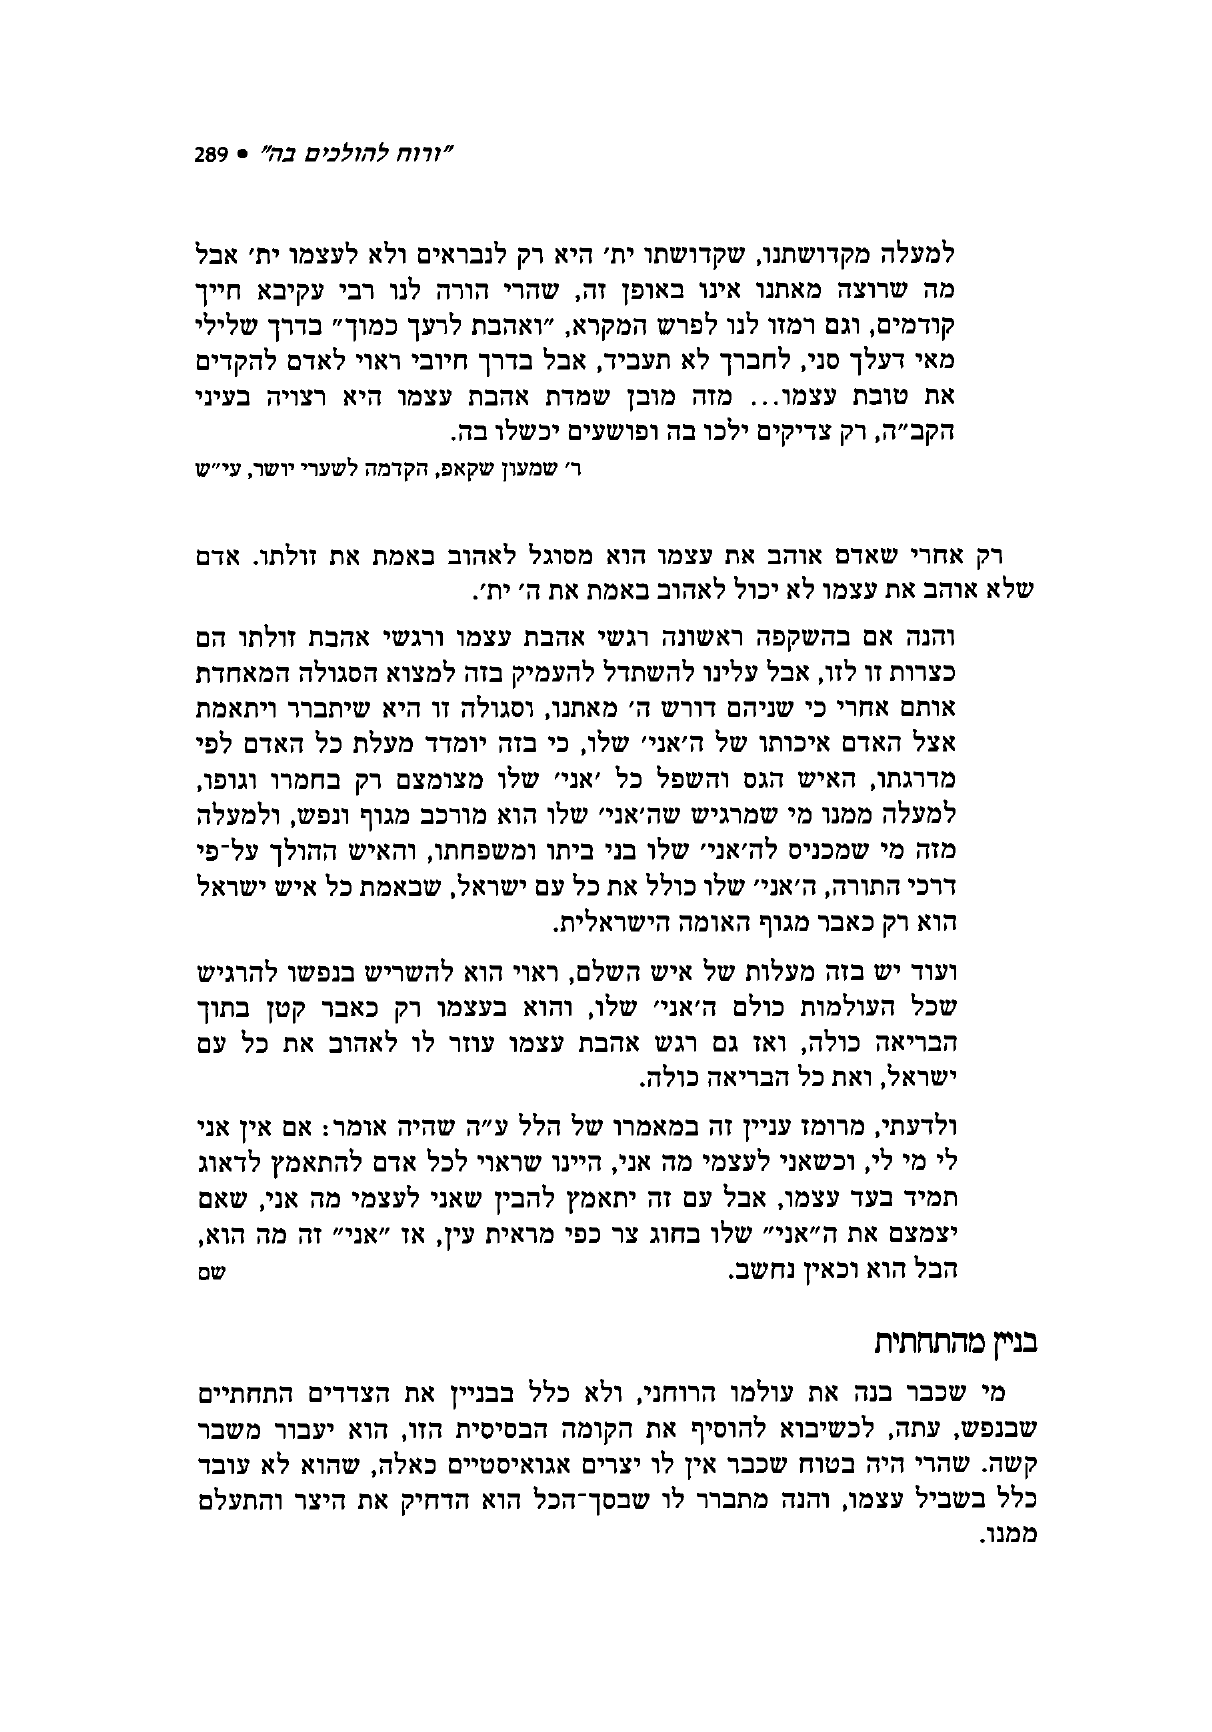 "ורוח להולכים בה" • 289
למעלה מקדושתנו, שקדושתו ית׳ היא רק לנבראים ולא לעצמו ית׳ אבל
מה שרוצה מאתנו אינו באופן זה, שהרי הורה לנו רבי עקיבא חייך
קודמים, וגם רמזו לנו לפרש המקרא, "ואהבת לרעך כמוך" בדרך שלילי
מאי דעלך סני, לחברך לא תעביד, אבל בדרך חיובי ראוי לאדם להקדים
את טובת עצמו... מזה מובן שמדת אהבת עצמו היא רצויה בעיני
הקב"ה, רק צדיקים ילכו בה ופושעים יכשלו בה.
ר׳ שמעון שקאפ, הקדמה לשערי יושר, עי"ש
רק אחרי שאדם אוהב את עצמו הוא מסוגל לאהוב באמת את זולתו. אדם
שלא אוהב את עצמו לא יכול לאהוב באמת את ה׳ ית׳.
והנה אם בהשקפה ראשונה רגשי אהבת עצמו ורגשי אהבת זולתו הם
כצרות זו לזו, אבל עלינו להשתדל להעמיק בזה למצוא הסגולה המאחדת
אותם אחרי כי שניהם דורש ה׳ מאתנו, וסגולה זו היא שיתברר ויתאמת
אצל האדם איכותו של ה׳אני׳ שלו, כי בזה יומדד מעלת כל האדם לפי
מדרגתו, האיש הגס והשפל כל ׳אני׳ שלו מצומצם רק בחמרו וגופו,
למעלה ממנו מי שמרגיש שה׳אני׳ שלו הוא מורכב מגוף ונפש, ולמעלה
מזה מי שמכניס לה׳אני׳ שלו בני ביתו ומשפחתו, והאיש ההולך על־פי
דרכי התורה, ה׳אני׳ שלו כולל את כל עם ישראל, שבאמת כל איש ישראל
הוא רק כאבר מגוף האומה הישראלית.
ועוד יש בזה מעלות של איש השלם, ראוי הוא להשריש בנפשו להרגיש
שכל העולמות כולם ה׳אני׳ שלו, והוא בעצמו רק כאבר קטן בתוך
הבריאה כולה, ואז גם רגש אהבת עצמו עוזר לו לאהוב את כל עם
ישראל, ואת כל הבריאה כולה.
ולדעתי, מרומז עניין זה במאמרו של הלל ע"ה שהיה אומר: אם אין אני
לי מי לי, וכשאני לעצמי מה אני, היינו שראוי לכל אדם להתאמץ לדאוג
תמיד בעד עצמו, אבל עם זה יתאמץ להבין שאני לעצמי מה אני, שאם
יצמצם את ה"אני" שלו בחוג צר כפי מראית עין, אז "אני" זה מה הוא,
הבל הוא וכאין נחשב. שם
בניין מהתחתית
מי שכבר בנה את עולמו הרוחני, ולא כלל בבניין את הצדדים התחתיים
שבנפש, עתה, לכשיבוא להוסיף את הקומה הבסיסית הזו, הוא יעבור משבר
קשה. שהרי היה בטוח שכבר אין לו יצרים אגואיסטיים כאלה, שהוא לא עובד
כלל בשביל עצמו, והנה מתברר לו שבסך־הכל הוא הדחיק את היצר והתעלם
ממנו.